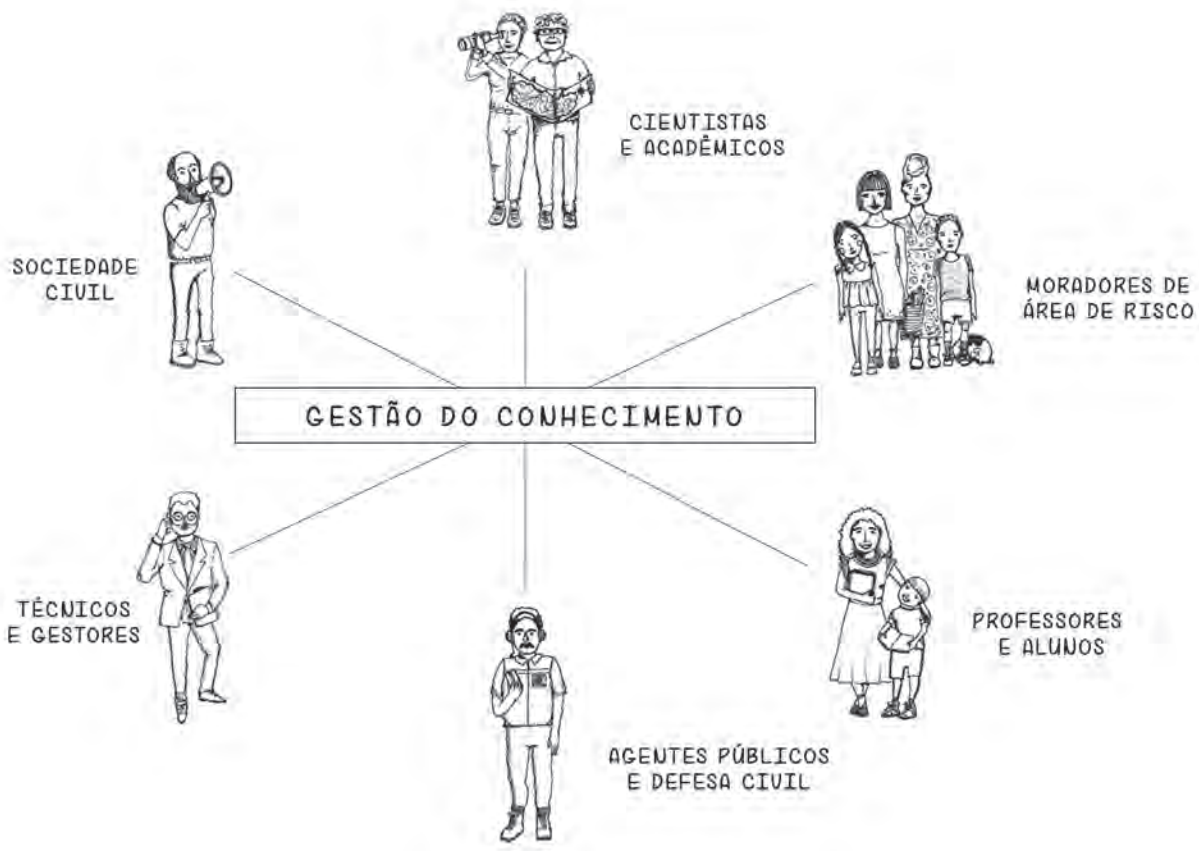 CIENTISTAS
E ACADÊMICOS
SOCIEDADE
CIVIL
MORADORES DE
ÁREA DE RISCO
GESTÃO DO CONHECIMENTO
TÉCNICOS
E GESTORES
PROFESSORES
E ALUNOS
AGENTES PÚBLICOS
E DEFESA CIVIL